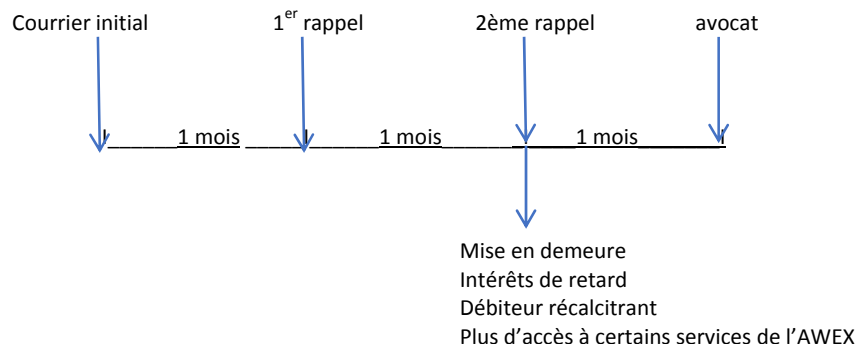 Courrier initial 1er rappel 2ème rappel avocat
1 mois 1 mois 1 mois
Mise en demeure
Intérêts de retard
Débiteur récalcitrant
Plus d’accès à certains services de l’AWEX